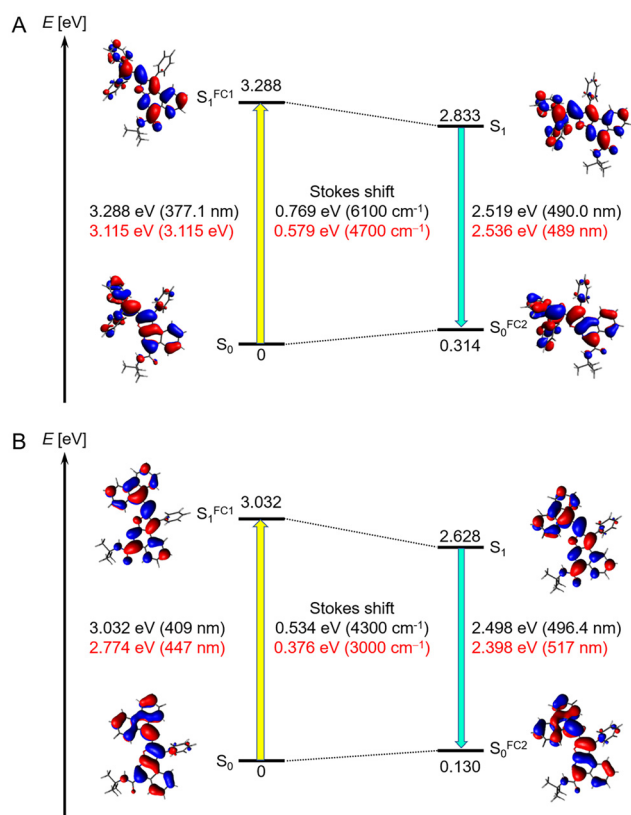 A
E [eV]
S₁ᶠᶜ¹ 3.288
2.833 S₁
Stokes shift
3.288 eV (377.1 nm) 0.769 eV (6100 cm⁻¹) 2.519 eV (490.0 nm)
3.115 eV (3.115 eV) 0.579 eV (4700 cm⁻¹) 2.536 eV (489 nm)
S₀ 0
S₀ᶠᶜ² 0.314
B
E [eV]
S₁ᶠᶜ¹ 3.032
2.628 S₁
Stokes shift
3.032 eV (409 nm) 0.534 eV (4300 cm⁻¹) 2.498 eV (496.4 nm)
2.774 eV (447 nm) 0.376 eV (3000 cm⁻¹) 2.398 eV (517 nm)
S₀ 0
S₀ᶠᶜ² 0.130